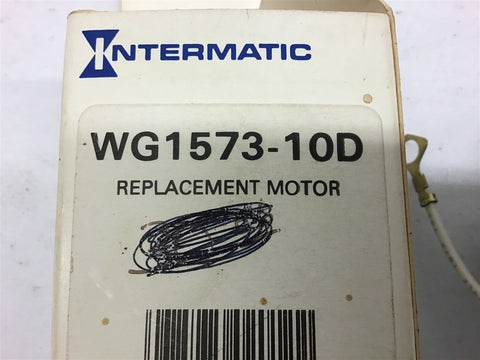 INTERMATIC
WG1573-10D
REPLACEMENT MOTOR